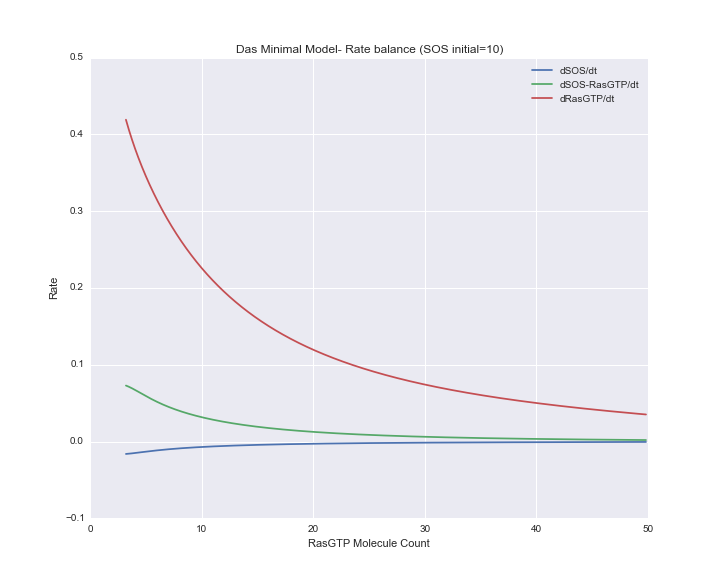 Das Minimal Model- Rate balance (SOS initial=10)
dSOS/dt
dSOS-RasGTP/dt
dRasGTP/dt
0.5
0.4
0.3
0.2
0.1
0.0
−0.1
Rate
0 10 20 30 40 50
RasGTP Molecule Count